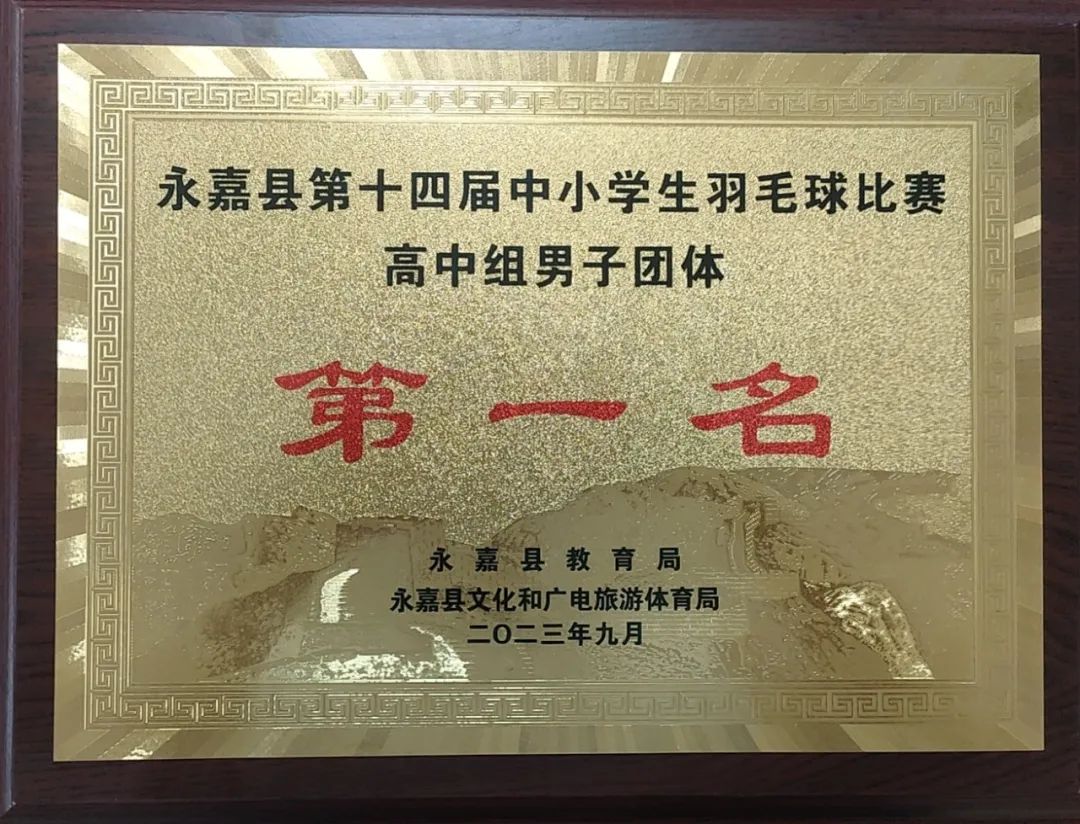 永嘉县第十四届中小学生羽毛球比赛
高中组男子团体
第一名
永嘉县教育局
永嘉县文化和广电旅游体育局
二〇二三年九月